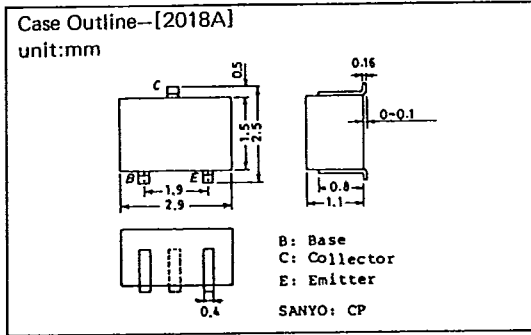 Case Outline—[2018A]
unit:mm
C
0.5
1.5
2.5
B
E
1.9
2.9
0.16
0~0.1
0.8
1.1
0.4
B: Base
C: Collector
E: Emitter
SANYO: CP